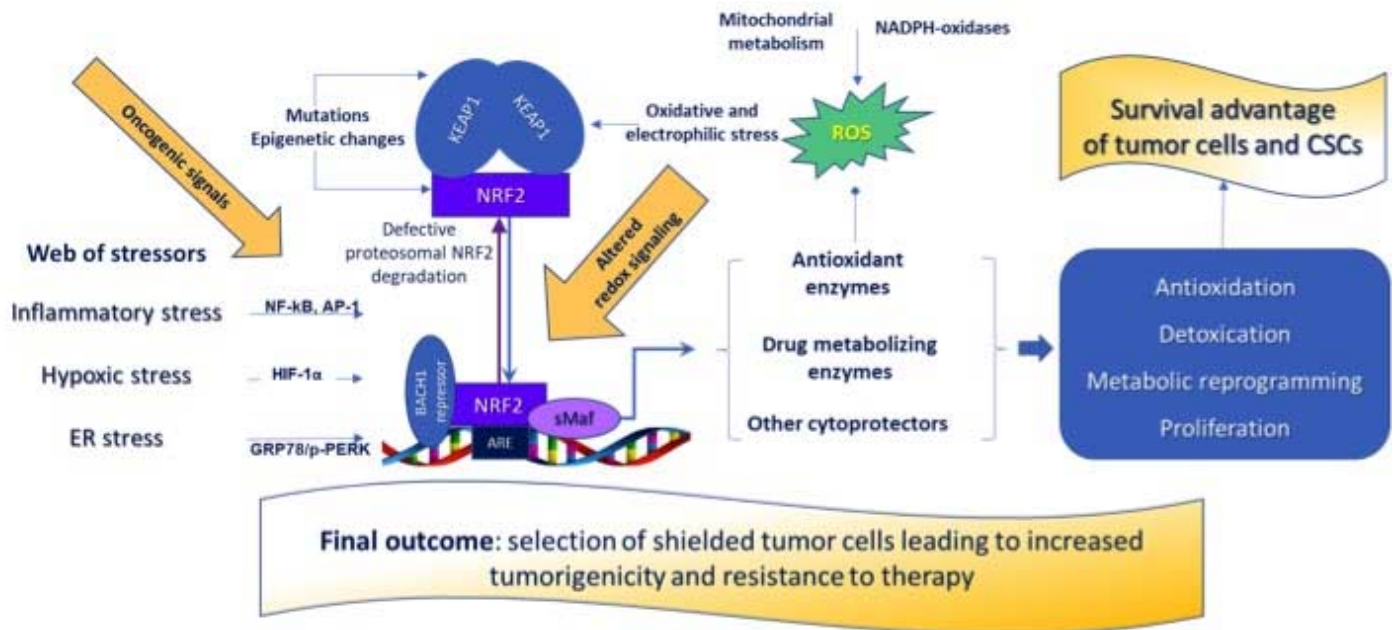 Mitochondrial
metabolism
NADPH-oxidases
Oncogenic signals
Mutations
Epigenetic changes
KEAP1
KEAP1
Oxidative and
electrophilic stress
ROS
Survival advantage
of tumor cells and CSCs
NRF2
Defective
proteosomal NRF2
degradation
Altered
redox signaling
Web of stressors
Inflammatory stress
NF-kB, AP-1
Hypoxic stress
HIF-1α
ER stress
GRP78/p-PERK
BACH1
repressor
NRF2
sMaf
ARE
Antioxidant
enzymes
Drug metabolizing
enzymes
Other cytoprotectors
Antioxidation
Detoxication
Metabolic reprogramming
Proliferation
Final outcome: selection of shielded tumor cells leading to increased
tumorigenicity and resistance to therapy